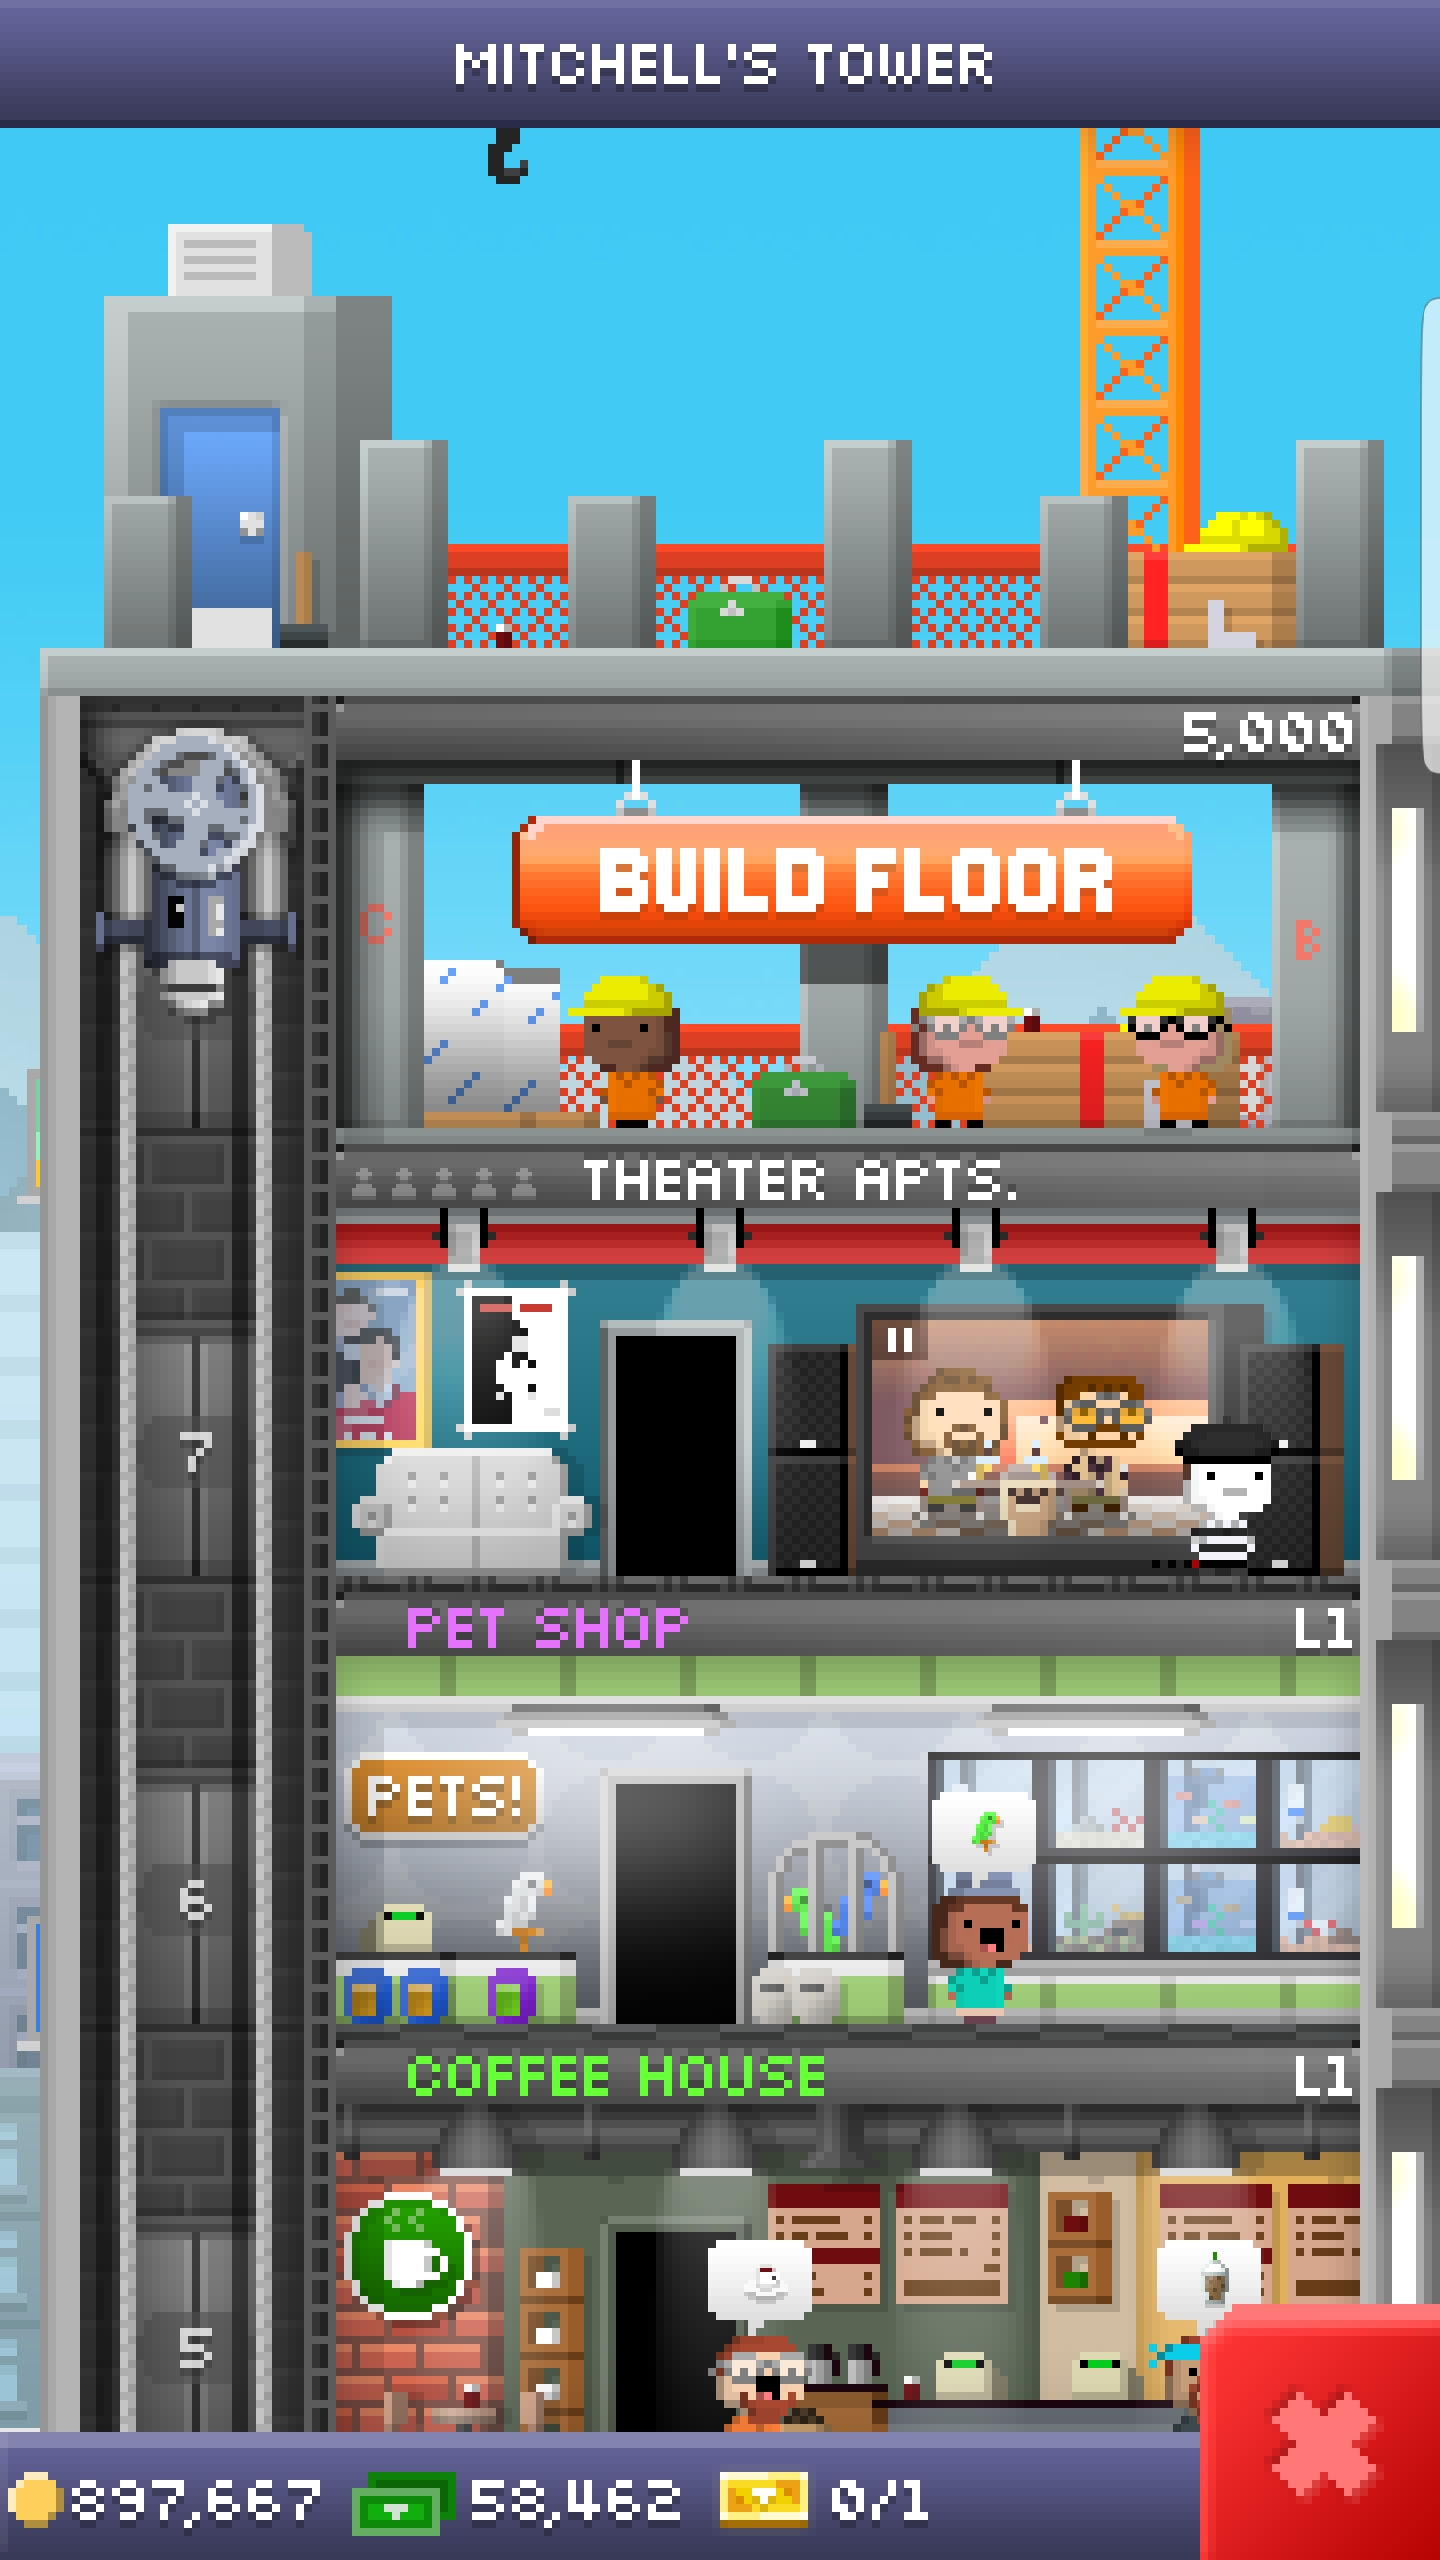 MITCHELL'S TOWER
5,000
BUILD FLOOR
C
B
THEATER APTS.
7
PET SHOP L1
PETS!
6
COFFEE HOUSE L1
5
897,667 58,462 0/1